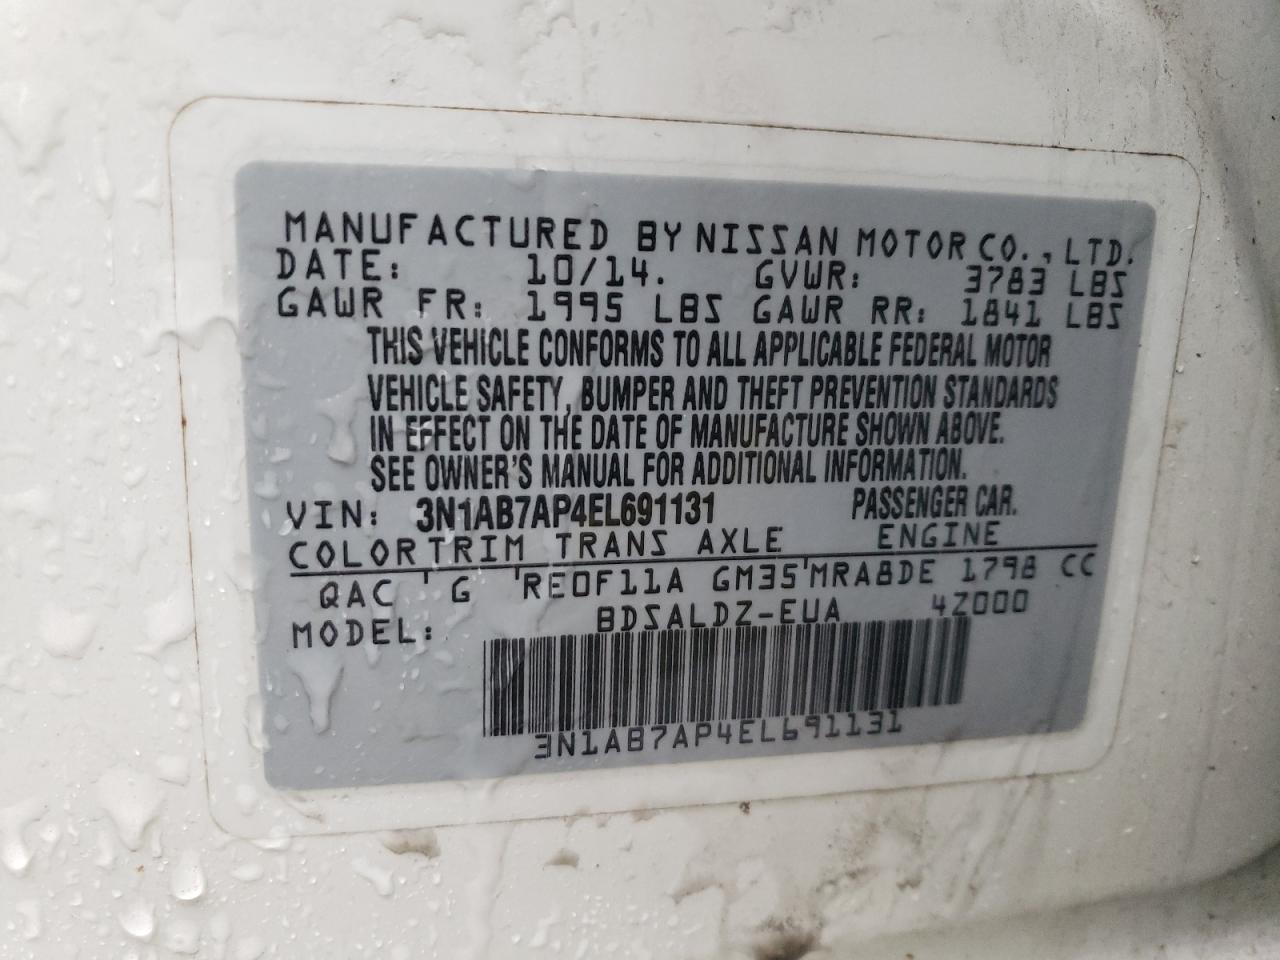 MANUFACTURED BY NISSAN MOTOR CO., LTD.
DATE: 10/14. GVWR: 3783 LBS
GAWR FR: 1995 LBS GAWR RR: 1841 LBS
THIS VEHICLE CONFORMS TO ALL APPLICABLE FEDERAL MOTOR
VEHICLE SAFETY, BUMPER AND THEFT PREVENTION STANDARDS
IN EFFECT ON THE DATE OF MANUFACTURE SHOWN ABOVE.
SEE OWNER'S MANUAL FOR ADDITIONAL INFORMATION.
VIN: 3N1AB7AP4EL691131 PASSENGER CAR.
COLOR TRIM TRANS AXLE ENGINE
QAC ' G 'RE0F11A GM35'MRA8DE 1798 CC
MODEL: BDSALDZ-EUA 4Z000
3N1AB7AP4EL691131